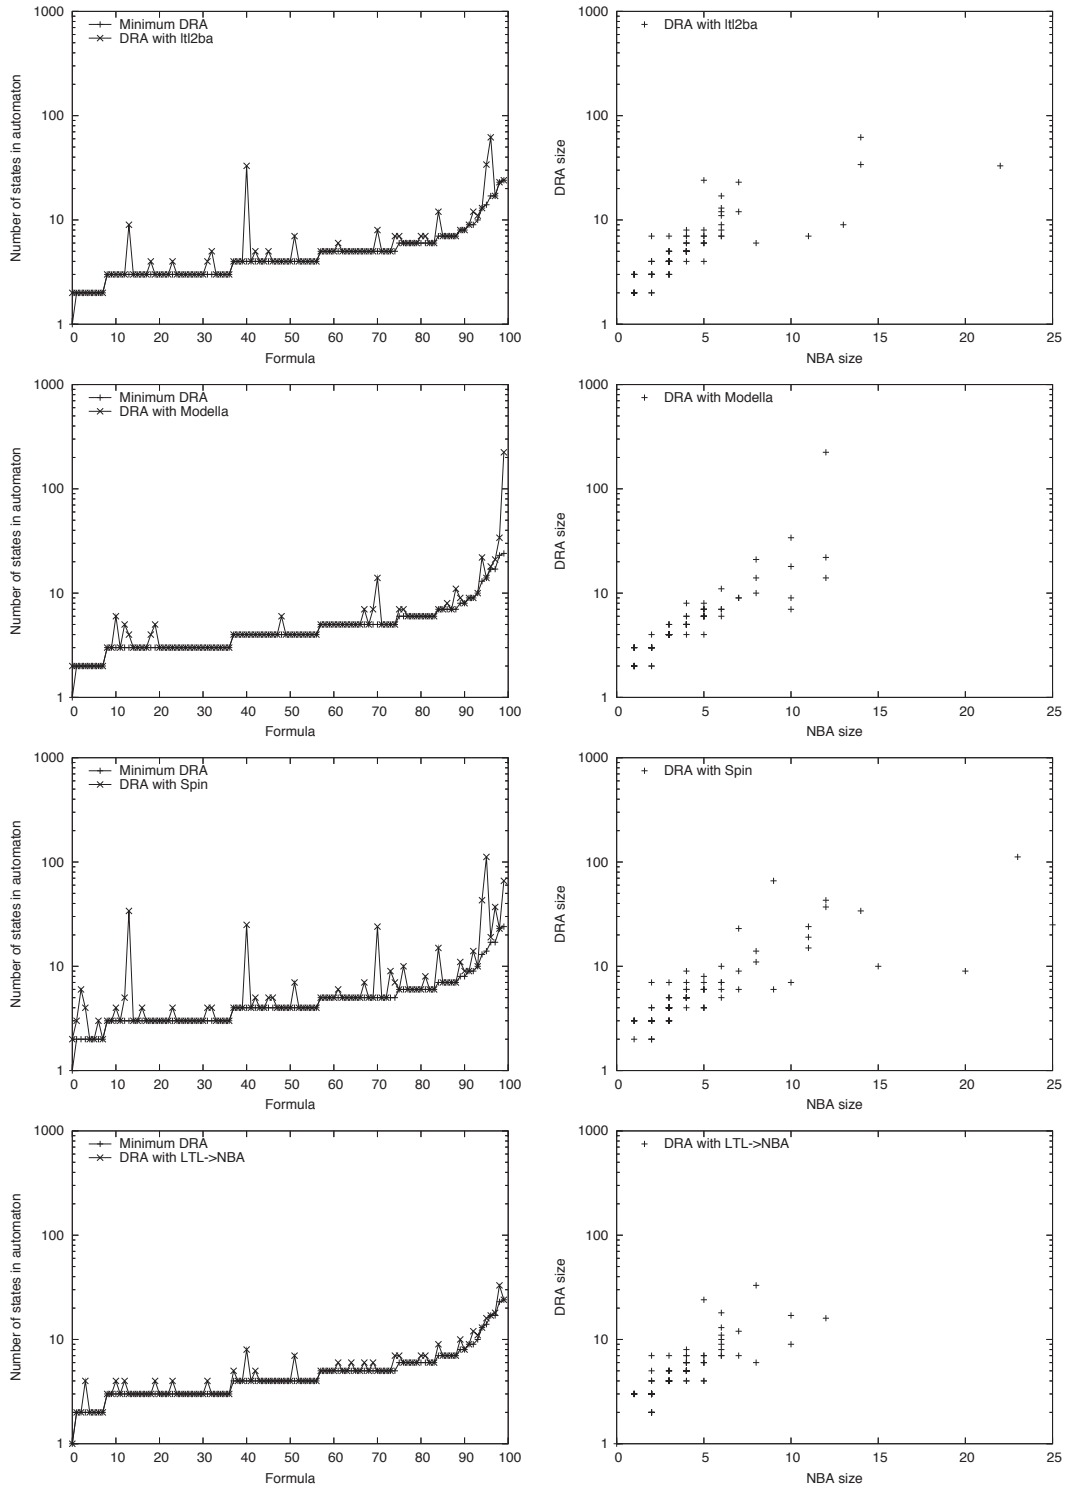 Number of states in automaton
1000
100
10
1
Minimum DRA
DRA with ltl2ba
0 10 20 30 40 50 60 70 80 90 100
Formula
DRA size
1000
100
10
1
DRA with ltl2ba
0 5 10 15 20 25
NBA size
Number of states in automaton
1000
100
10
1
Minimum DRA
DRA with Modella
0 10 20 30 40 50 60 70 80 90 100
Formula
DRA size
1000
100
10
1
DRA with Modella
0 5 10 15 20 25
NBA size
Number of states in automaton
1000
100
10
1
Minimum DRA
DRA with Spin
0 10 20 30 40 50 60 70 80 90 100
Formula
DRA size
1000
100
10
1
DRA with Spin
0 5 10 15 20 25
NBA size
Number of states in automaton
1000
100
10
1
Minimum DRA
DRA with LTL->NBA
0 10 20 30 40 50 60 70 80 90 100
Formula
DRA size
1000
100
10
1
DRA with LTL->NBA
0 5 10 15 20 25
NBA size